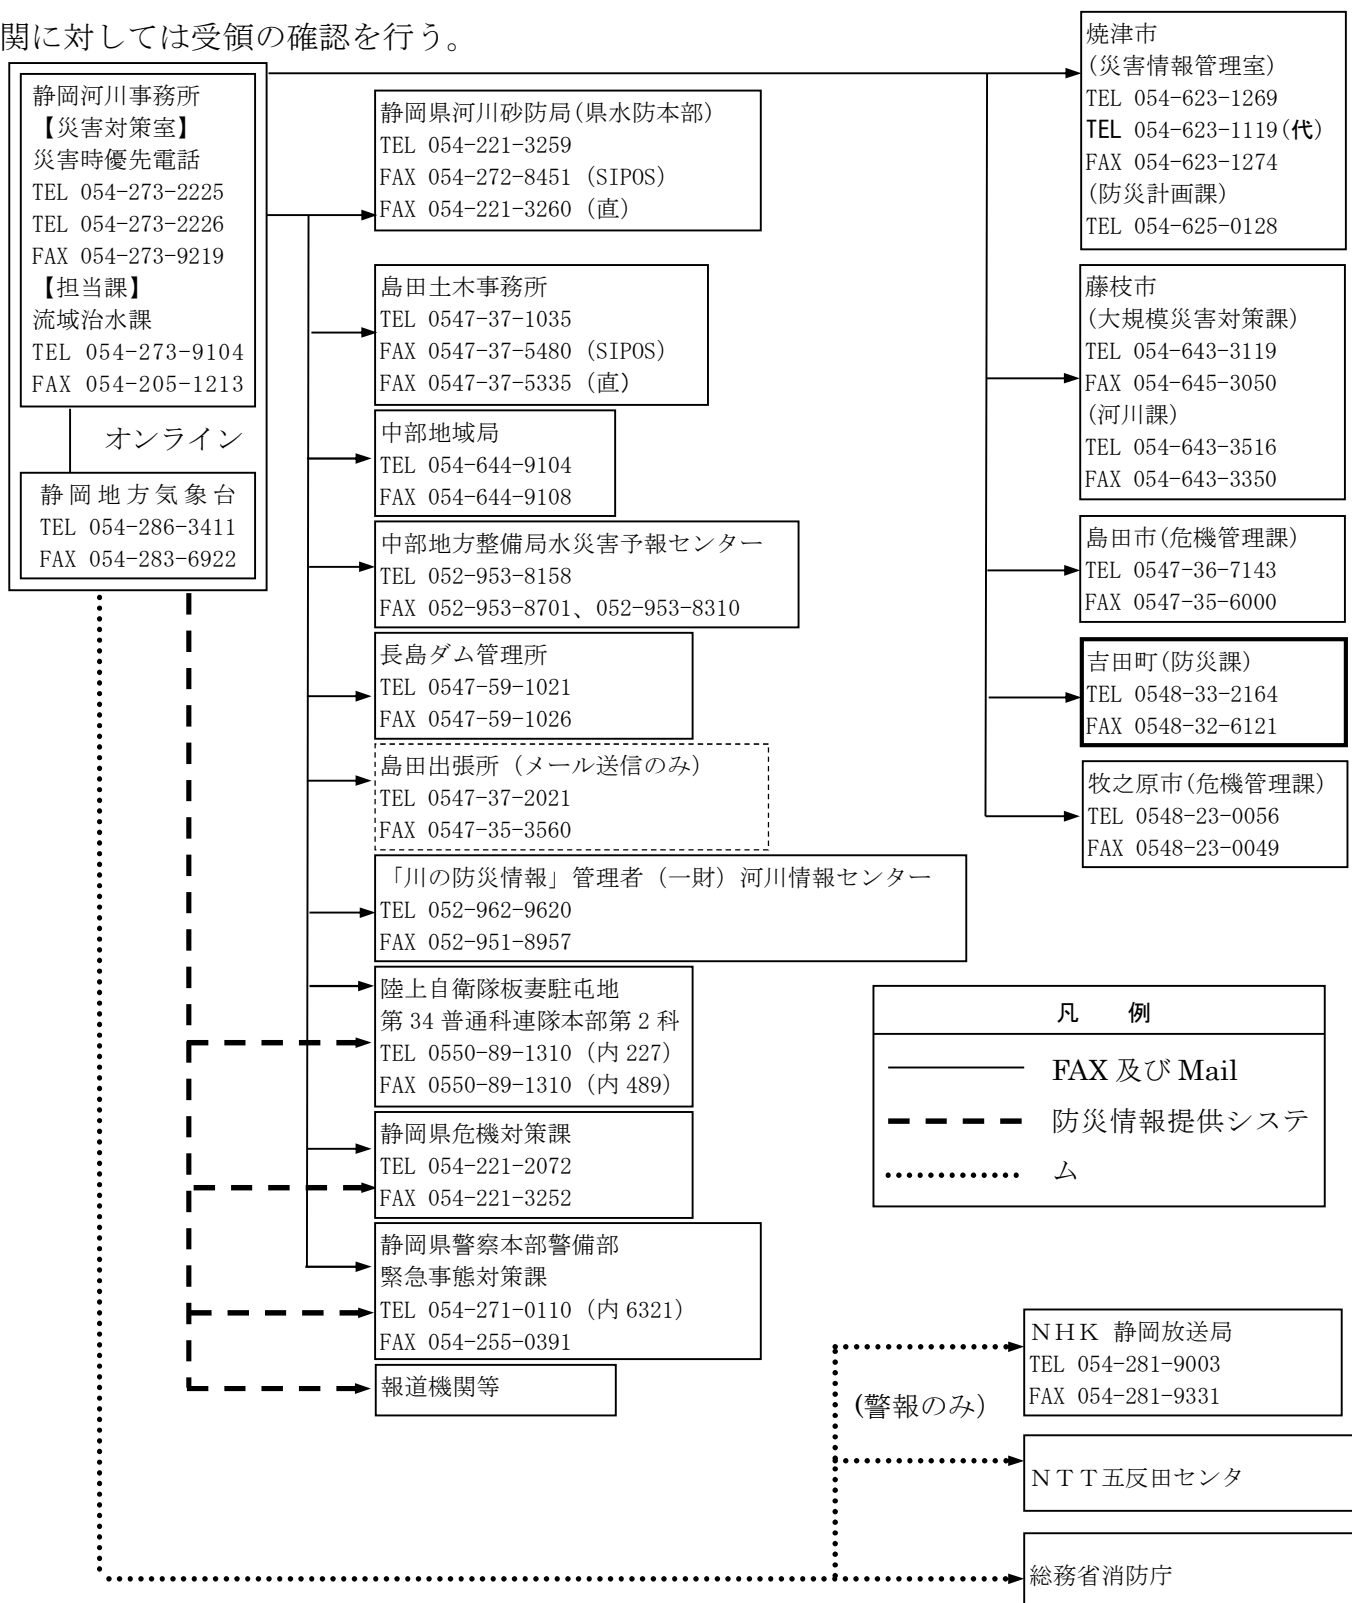 関に対しては受領の確認を行う。
静岡河川事務所
【災害対策室】
災害時優先電話
TEL 054-273-2225
TEL 054-273-2226
FAX 054-273-9219
【担当課】
流域治水課
TEL 054-273-9104
FAX 054-205-1213
オンライン
静岡地方気象台
TEL 054-286-3411
FAX 054-283-6922
静岡県河川砂防局(県水防本部)
TEL 054-221-3259
FAX 054-272-8451 (SIPOS)
FAX 054-221-3260 (直)
島田土木事務所
TEL 0547-37-1035
FAX 0547-37-5480 (SIPOS)
FAX 0547-37-5335 (直)
中部地域局
TEL 054-644-9104
FAX 054-644-9108
中部地方整備局水災害予報センター
TEL 052-953-8158
FAX 052-953-8701、052-953-8310
長島ダム管理所
TEL 0547-59-1021
FAX 0547-59-1026
島田出張所（メール送信のみ）
TEL 0547-37-2021
FAX 0547-35-3560
「川の防災情報」管理者（一財）河川情報センター
TEL 052-962-9620
FAX 052-951-8957
陸上自衛隊板妻駐屯地
第 34 普通科連隊本部第 2 科
TEL 0550-89-1310（内 227）
FAX 0550-89-1310（内 489）
静岡県危機対策課
TEL 054-221-2072
FAX 054-221-3252
静岡県警察本部警備部
緊急事態対策課
TEL 054-271-0110（内 6321）
FAX 054-255-0391
報道機関等
焼津市
(災害情報管理室)
TEL 054-623-1269
TEL 054-623-1119(代)
FAX 054-623-1274
(防災計画課)
TEL 054-625-0128
藤枝市
(大規模災害対策課)
TEL 054-643-3119
FAX 054-645-3050
(河川課)
TEL 054-643-3516
FAX 054-643-3350
島田市(危機管理課)
TEL 0547-36-7143
FAX 0547-35-6000
吉田町(防災課)
TEL 0548-33-2164
FAX 0548-32-6121
牧之原市(危機管理課)
TEL 0548-23-0056
FAX 0548-23-0049
凡　例
FAX 及び Mail
防災情報提供システ
ム
(警報のみ)
ＮＨＫ 静岡放送局
TEL 054-281-9003
FAX 054-281-9331
ＮＴＴ五反田センタ
総務省消防庁